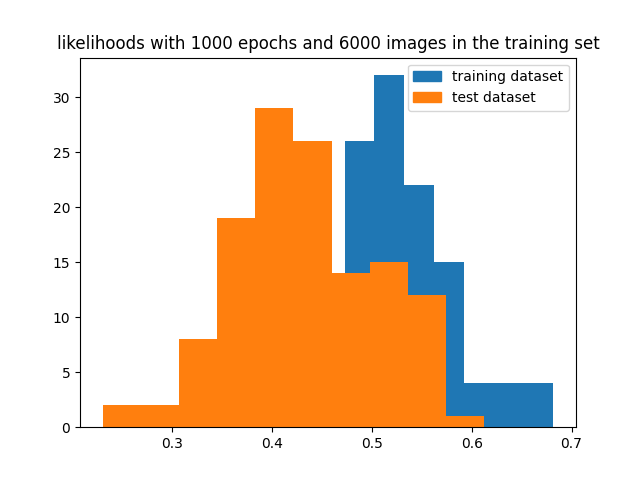 likelihoods with 1000 epochs and 6000 images in the training set
training dataset
test dataset
30
25
20
15
10
5
0
0.3 0.4 0.5 0.6 0.7